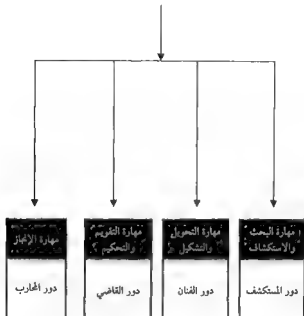 مهارة البحث
والاستكشاف
دور المستكشف
مهارة التحويل
والتشكيل
دور الفنان
مهارة التقويم
والتحكيم
دور القاضي
مهارة الإنجاز
دور المحارب